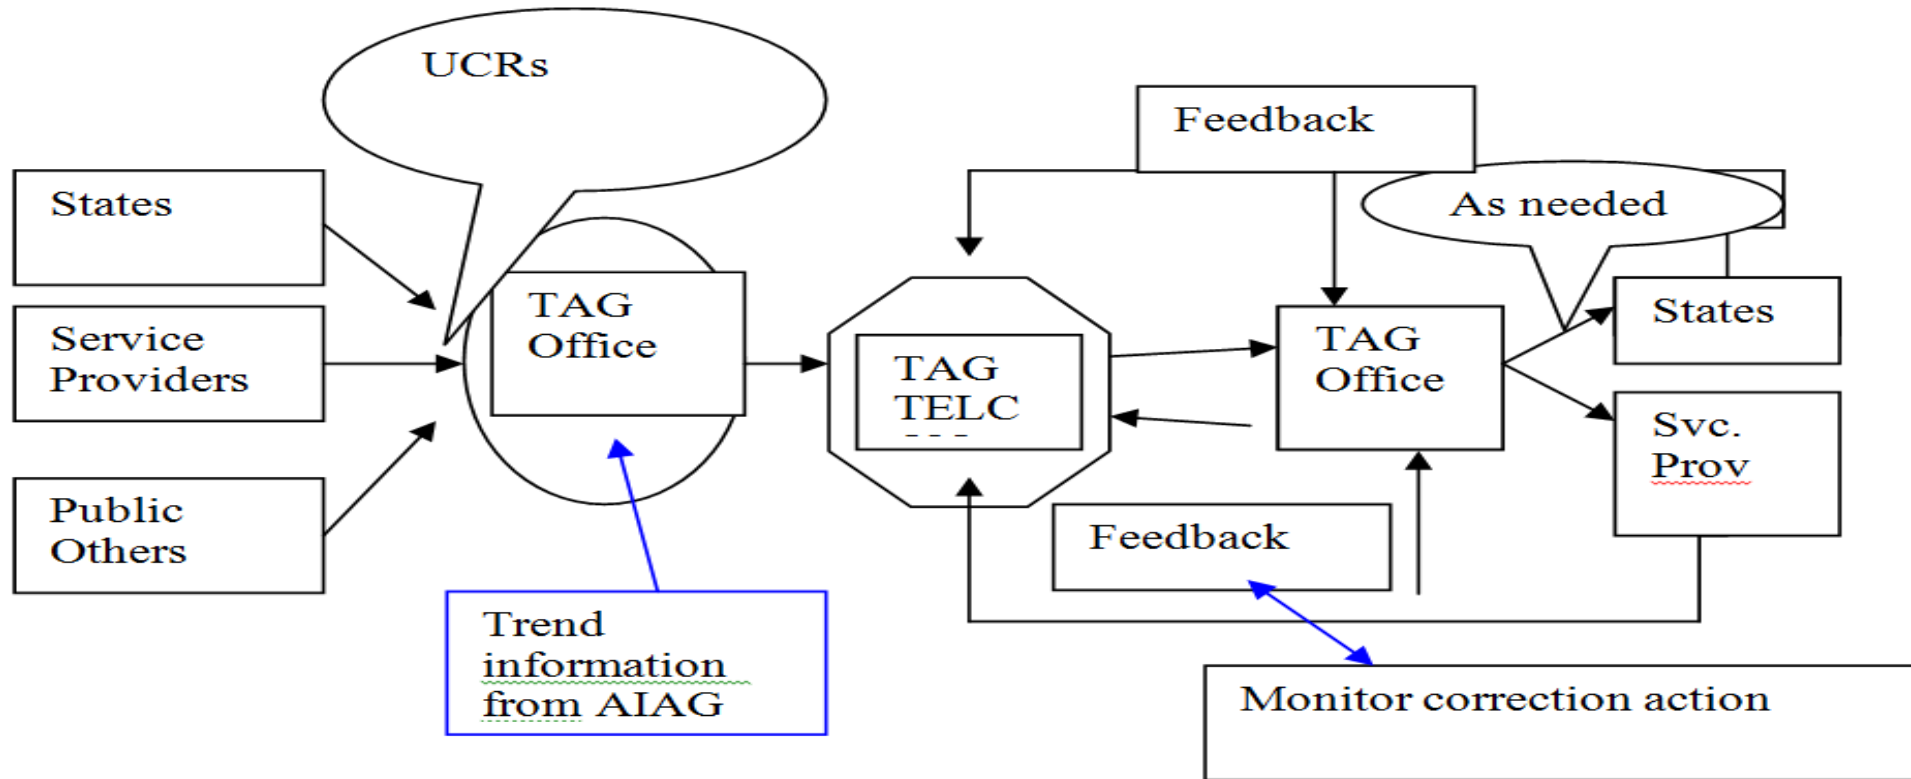 UCRs
Feedback
States
As needed
Service
Providers
TAG
Office
TAG
TELC
TAG
Office
States
Svc.
Prov
Public
Others
Feedback
Trend
information
from AIAG
Monitor correction action